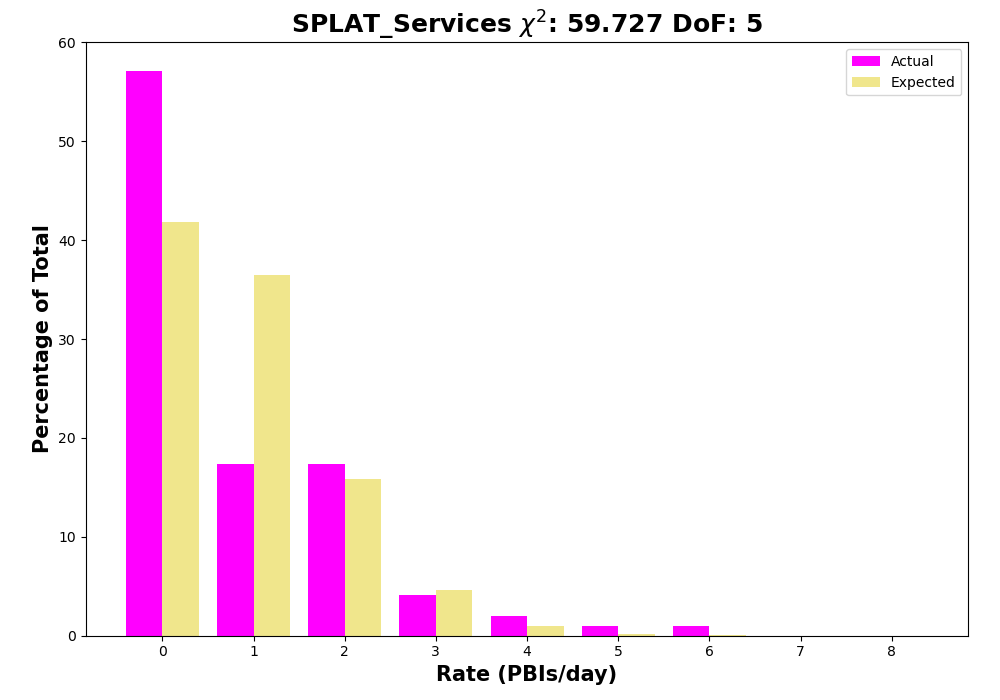 SPLAT_Services χ²: 59.727 DoF: 5
Actual
Expected
Percentage of Total
60
50
40
30
20
10
0
0 1 2 3 4 5 6 7 8
Rate (PBIs/day)